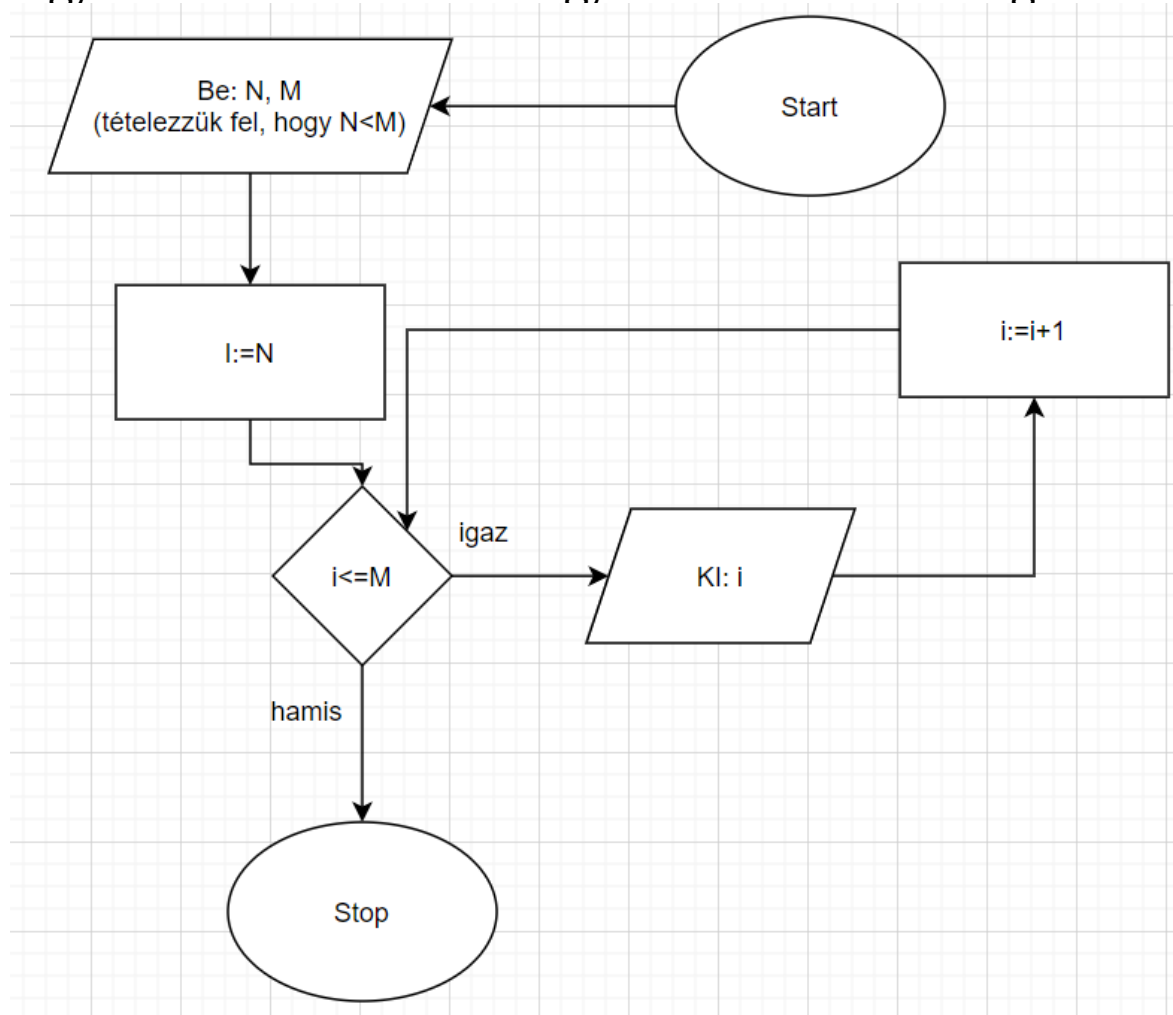 Start
Be: N, M
(tételezzük fel, hogy N<M)
I:=N
i:=i+1
i<=M
igaz
KI: i
hamis
Stop